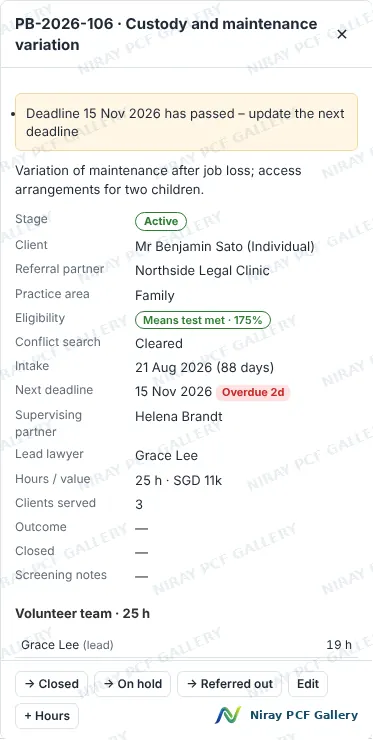 PB-2026-106 · Custody and maintenance
variation
✕
Deadline 15 Nov 2026 has passed – update the next
deadline
Variation of maintenance after job loss; access
arrangements for two children.
Stage Active
Client Mr Benjamin Sato (Individual)
Referral partner Northside Legal Clinic
Practice area Family
Eligibility Means test met · 175%
Conflict search Cleared
Intake 21 Aug 2026 (88 days)
Next deadline 15 Nov 2026 Overdue 2d
Supervising Helena Brandt
partner
Lead lawyer Grace Lee
Hours / value 25 h · SGD 11k
Clients served 3
Outcome —
Closed —
Screening notes —
Volunteer team · 25 h
Grace Lee (lead) 19 h
→ Closed → On hold → Referred out Edit
+ Hours Niray PCF Gallery
NIRAY PCF GALLERY